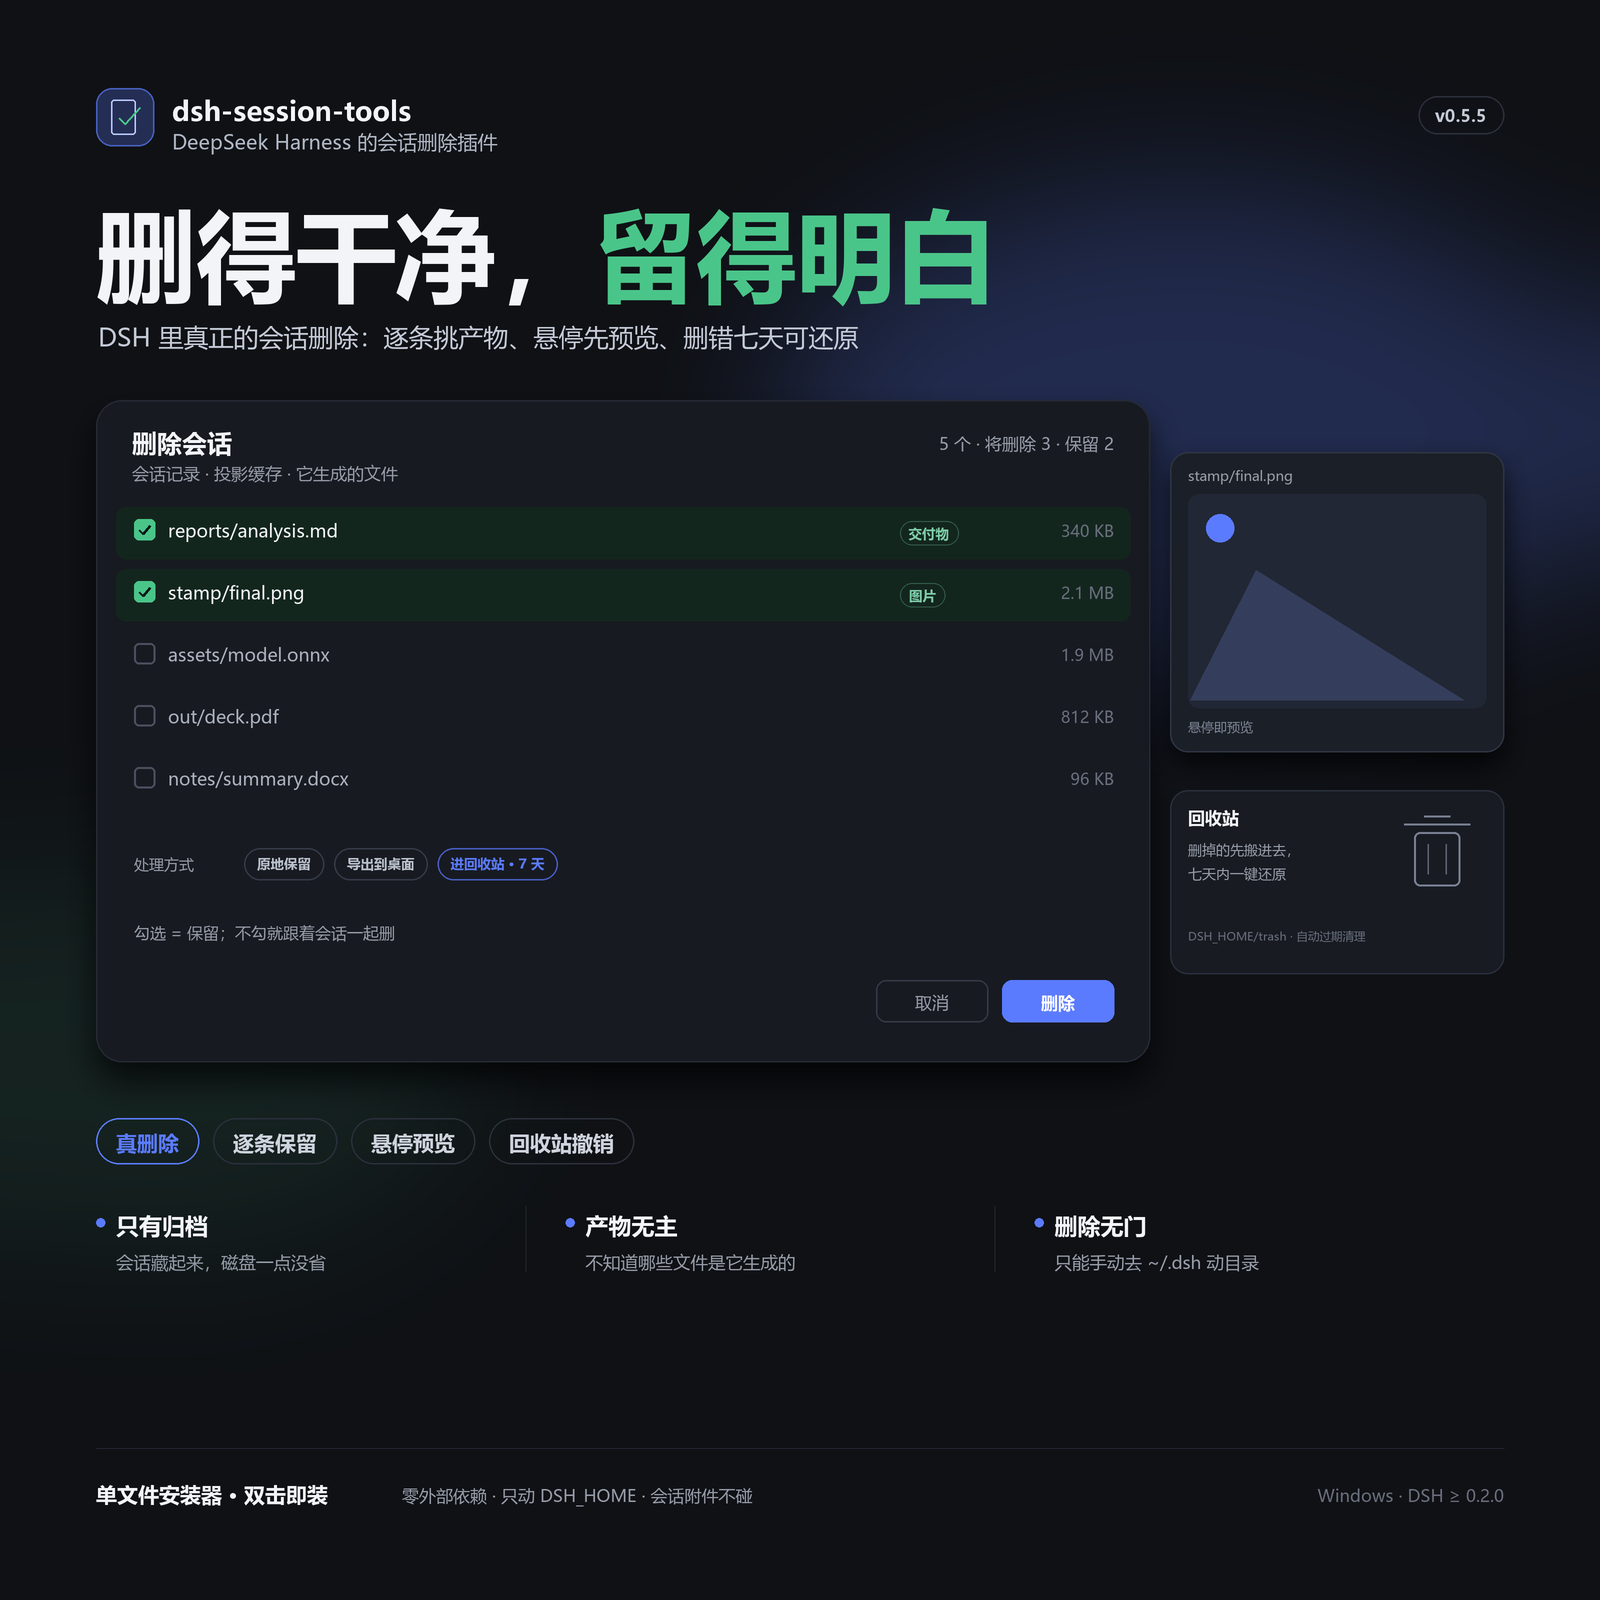 dsh-session-tools
DeepSeek Harness 的会话删除插件
v0.5.5
删得干净，留得明白
DSH 里真正的会话删除：逐条挑产物、悬停先预览、删错七天可还原
删除会话
5 个 · 将删除 3 · 保留 2
会话记录 · 投影缓存 · 它生成的文件
reports/analysis.md 交付物 340 KB
stamp/final.png 图片 2.1 MB
assets/model.onnx 1.9 MB
out/deck.pdf 812 KB
notes/summary.docx 96 KB
处理方式 原地保留 导出到桌面 进回收站 · 7 天
勾选 = 保留；不勾就跟着会话一起删
取消 删除
stamp/final.png
悬停即预览
回收站
删掉的先搬进去，
七天内一键还原
DSH_HOME/trash · 自动过期清理
真删除 逐条保留 悬停预览 回收站撤销
只有归档
会话藏起来，磁盘一点没省
产物无主
不知道哪些文件是它生成的
删除无门
只能手动去 ~/.dsh 动目录
单文件安装器 · 双击即装
零外部依赖 · 只动 DSH_HOME · 会话附件不碰
Windows · DSH ≥ 0.2.0